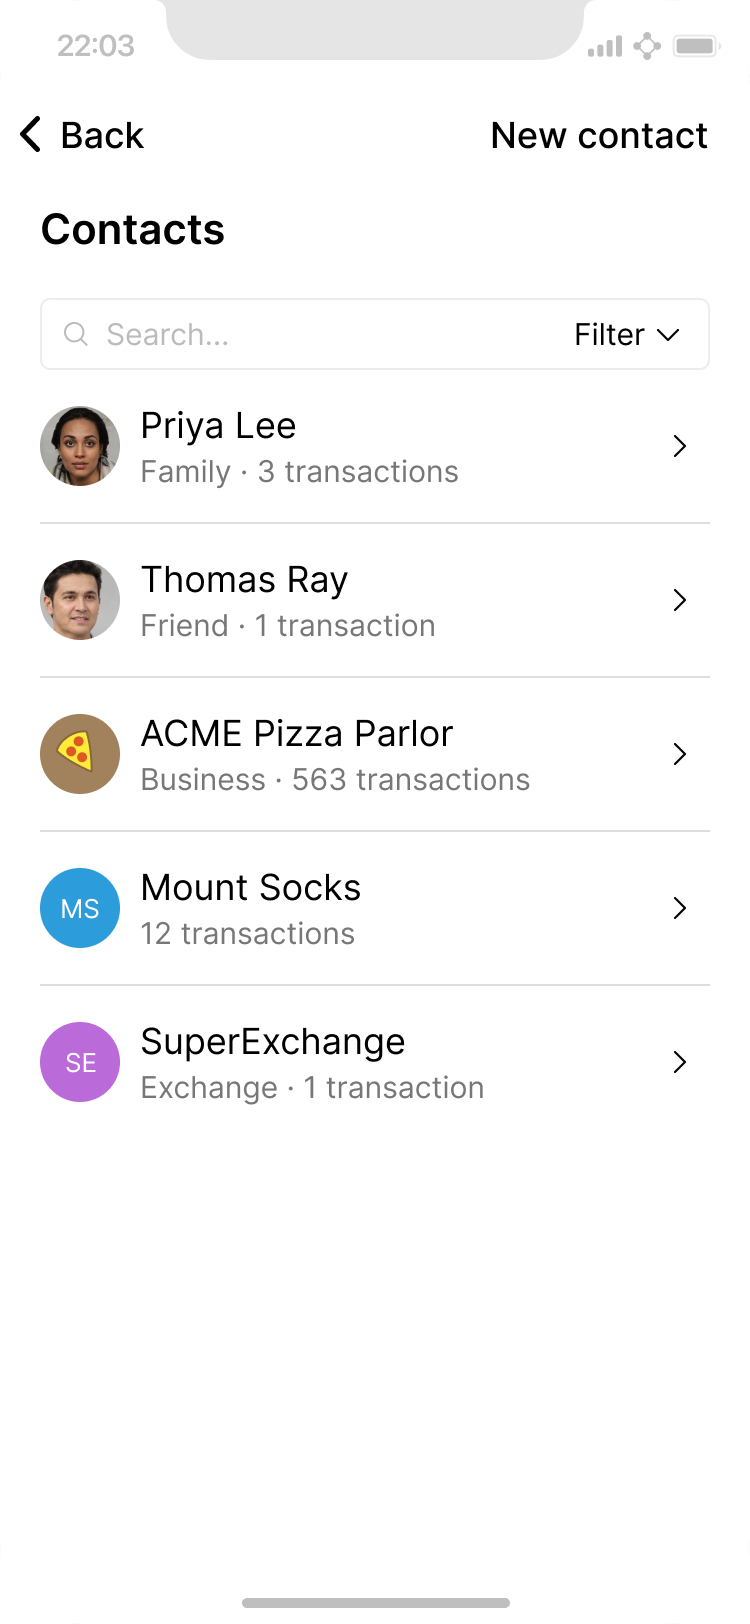 22:03
Back
New contact
Contacts
Search...
Filter
Priya Lee
Family · 3 transactions
Thomas Ray
Friend · 1 transaction
ACME Pizza Parlor
Business · 563 transactions
MS
Mount Socks
12 transactions
SE
SuperExchange
Exchange · 1 transaction